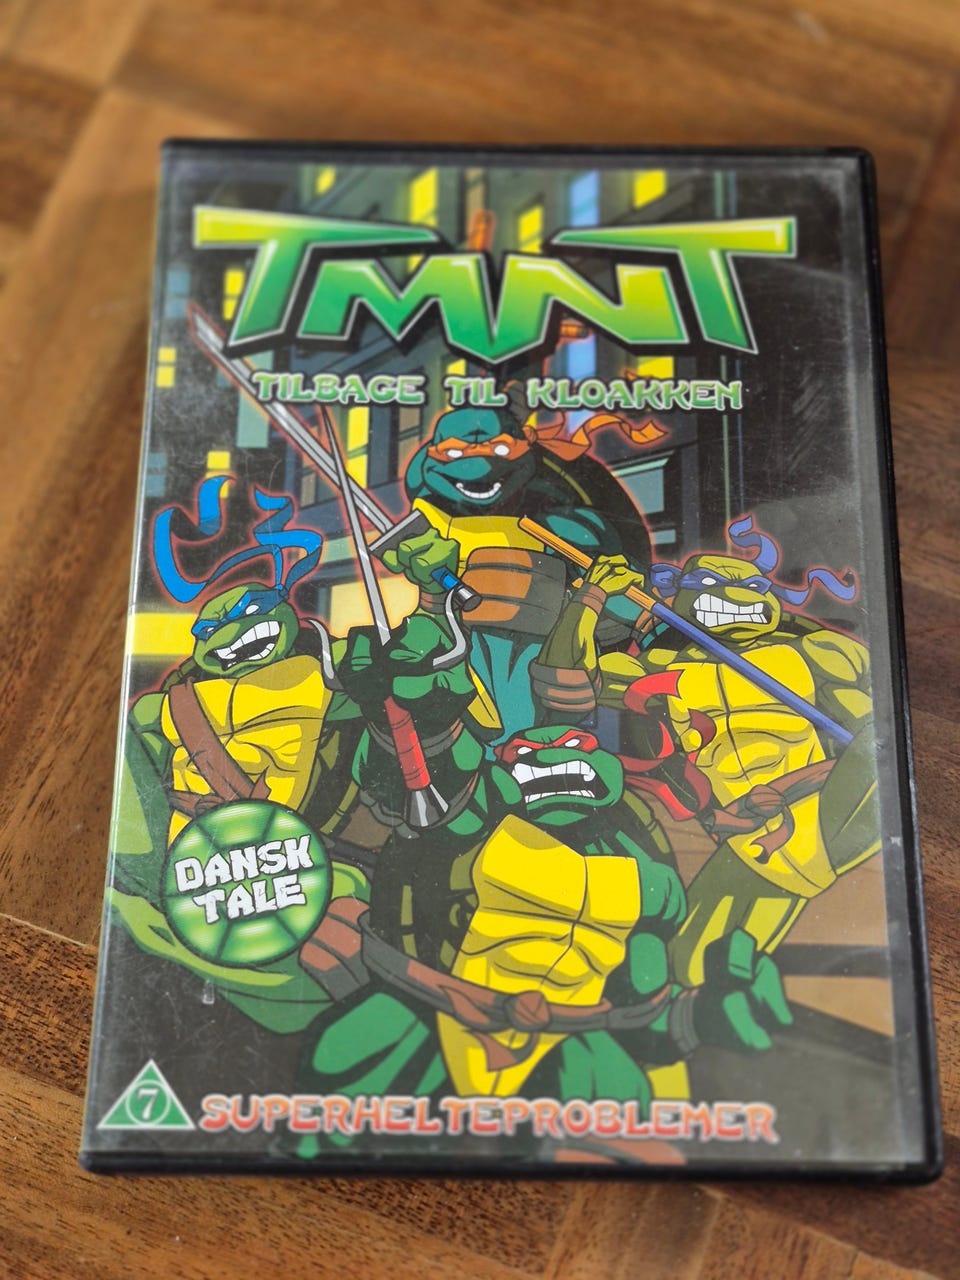 TMNT
TILBAGE TIL KLOAKKEN
DANSK
TALE
7
SUPERHELTEPROBLEMER